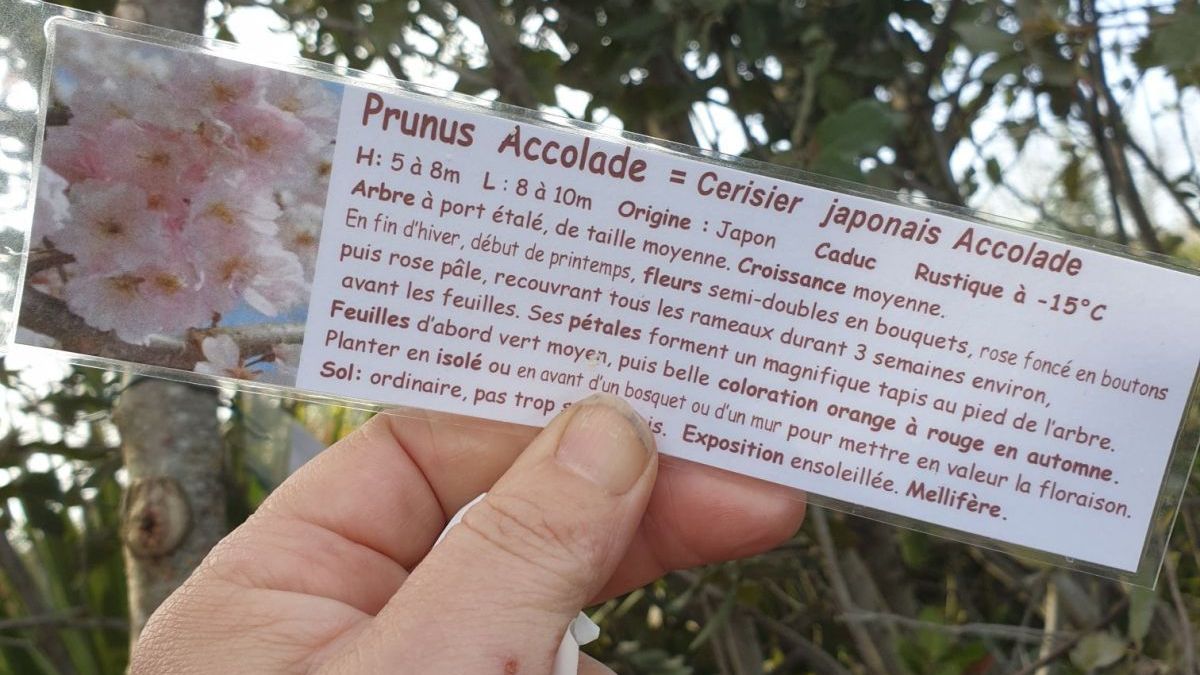 Prunus Accolade = Cerisier japonais Accolade
H: 5 à 8m L : 8 à 10m Origine : Japon Caduc Rustique à -15°C
Arbre à port étalé, de taille moyenne. Croissance moyenne.
En fin d'hiver, début de printemps, fleurs semi-doubles en bouquets, rose foncé en boutons
puis rose pâle, recouvrant tous les rameaux durant 3 semaines environ,
avant les feuilles. Ses pétales forment un magnifique tapis au pied de l'arbre.
Feuilles d'abord vert moyen, puis belle coloration orange à rouge en automne.
Planter en isolé ou en avant d'un bosquet ou d'un mur pour mettre en valeur la floraison.
Sol: ordinaire, pas trop Exposition ensoleillée. Mellifère.